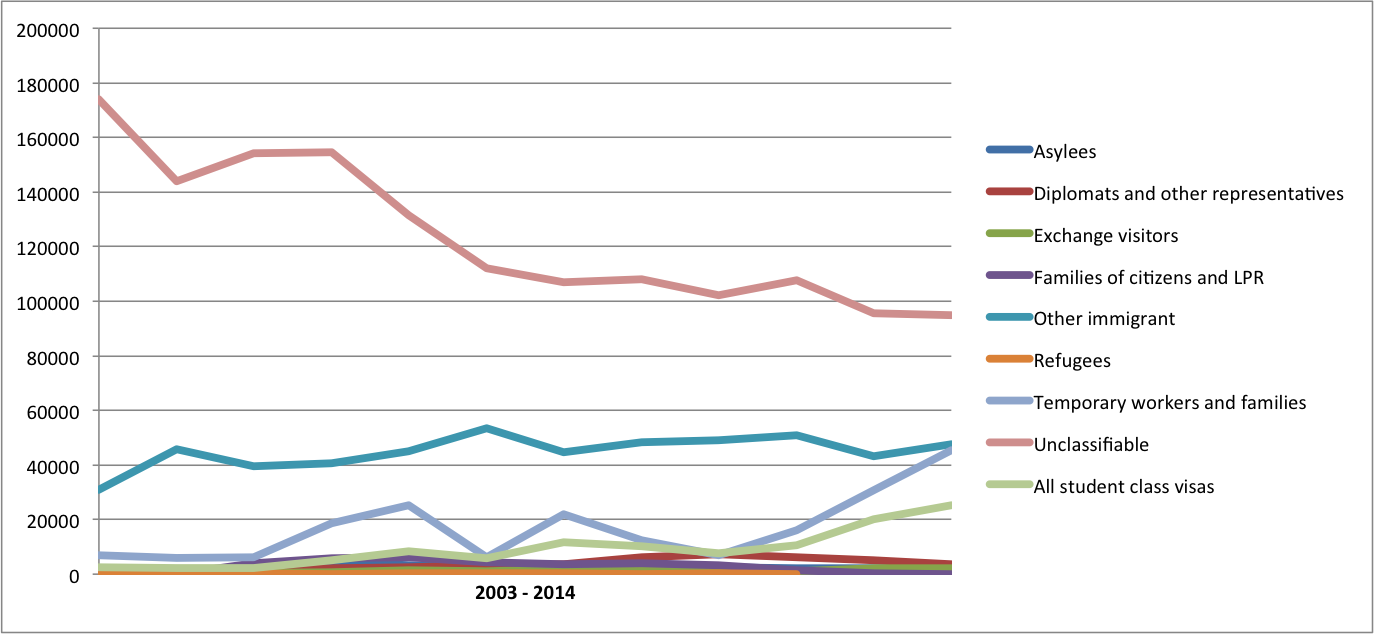 200000
180000
160000
140000
120000
100000
80000
60000
40000
20000
0
2003 - 2014
Asylees
Diplomats and other representatives
Exchange visitors
Families of citizens and LPR
Other immigrant
Refugees
Temporary workers and families
Unclassifiable
All student class visas